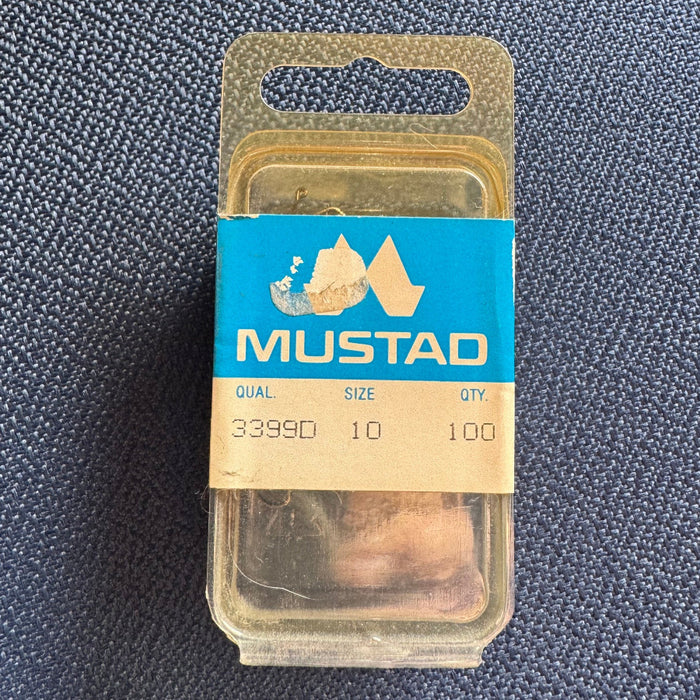 MUSTAD
QUAL. SIZE QTY.
3399D 10 100